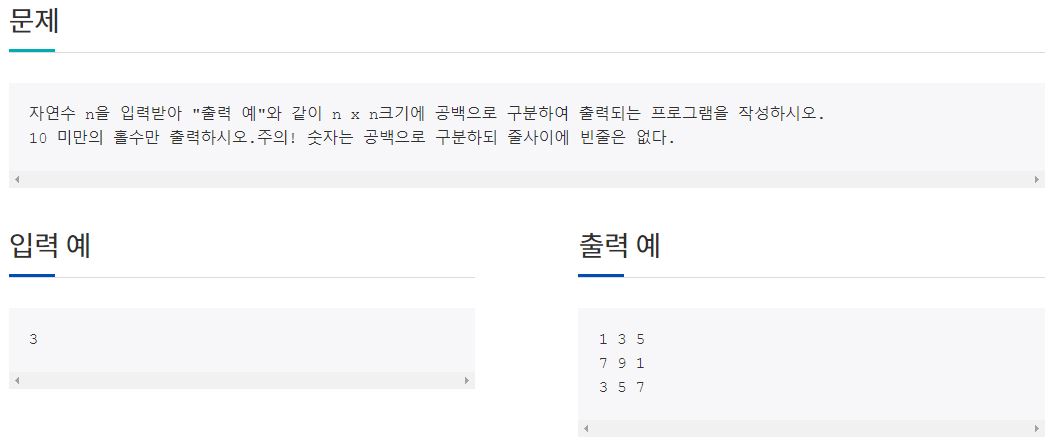 문제
자연수 n을 입력받아 "출력 예"와 같이 n x n크기에 공백으로 구분하여 출력되는 프로그램을 작성하시오.
10 미만의 홀수만 출력하시오.주의! 숫자는 공백으로 구분하되 줄사이에 빈줄은 없다.
입력 예
3
출력 예
1 3 5
7 9 1
3 5 7